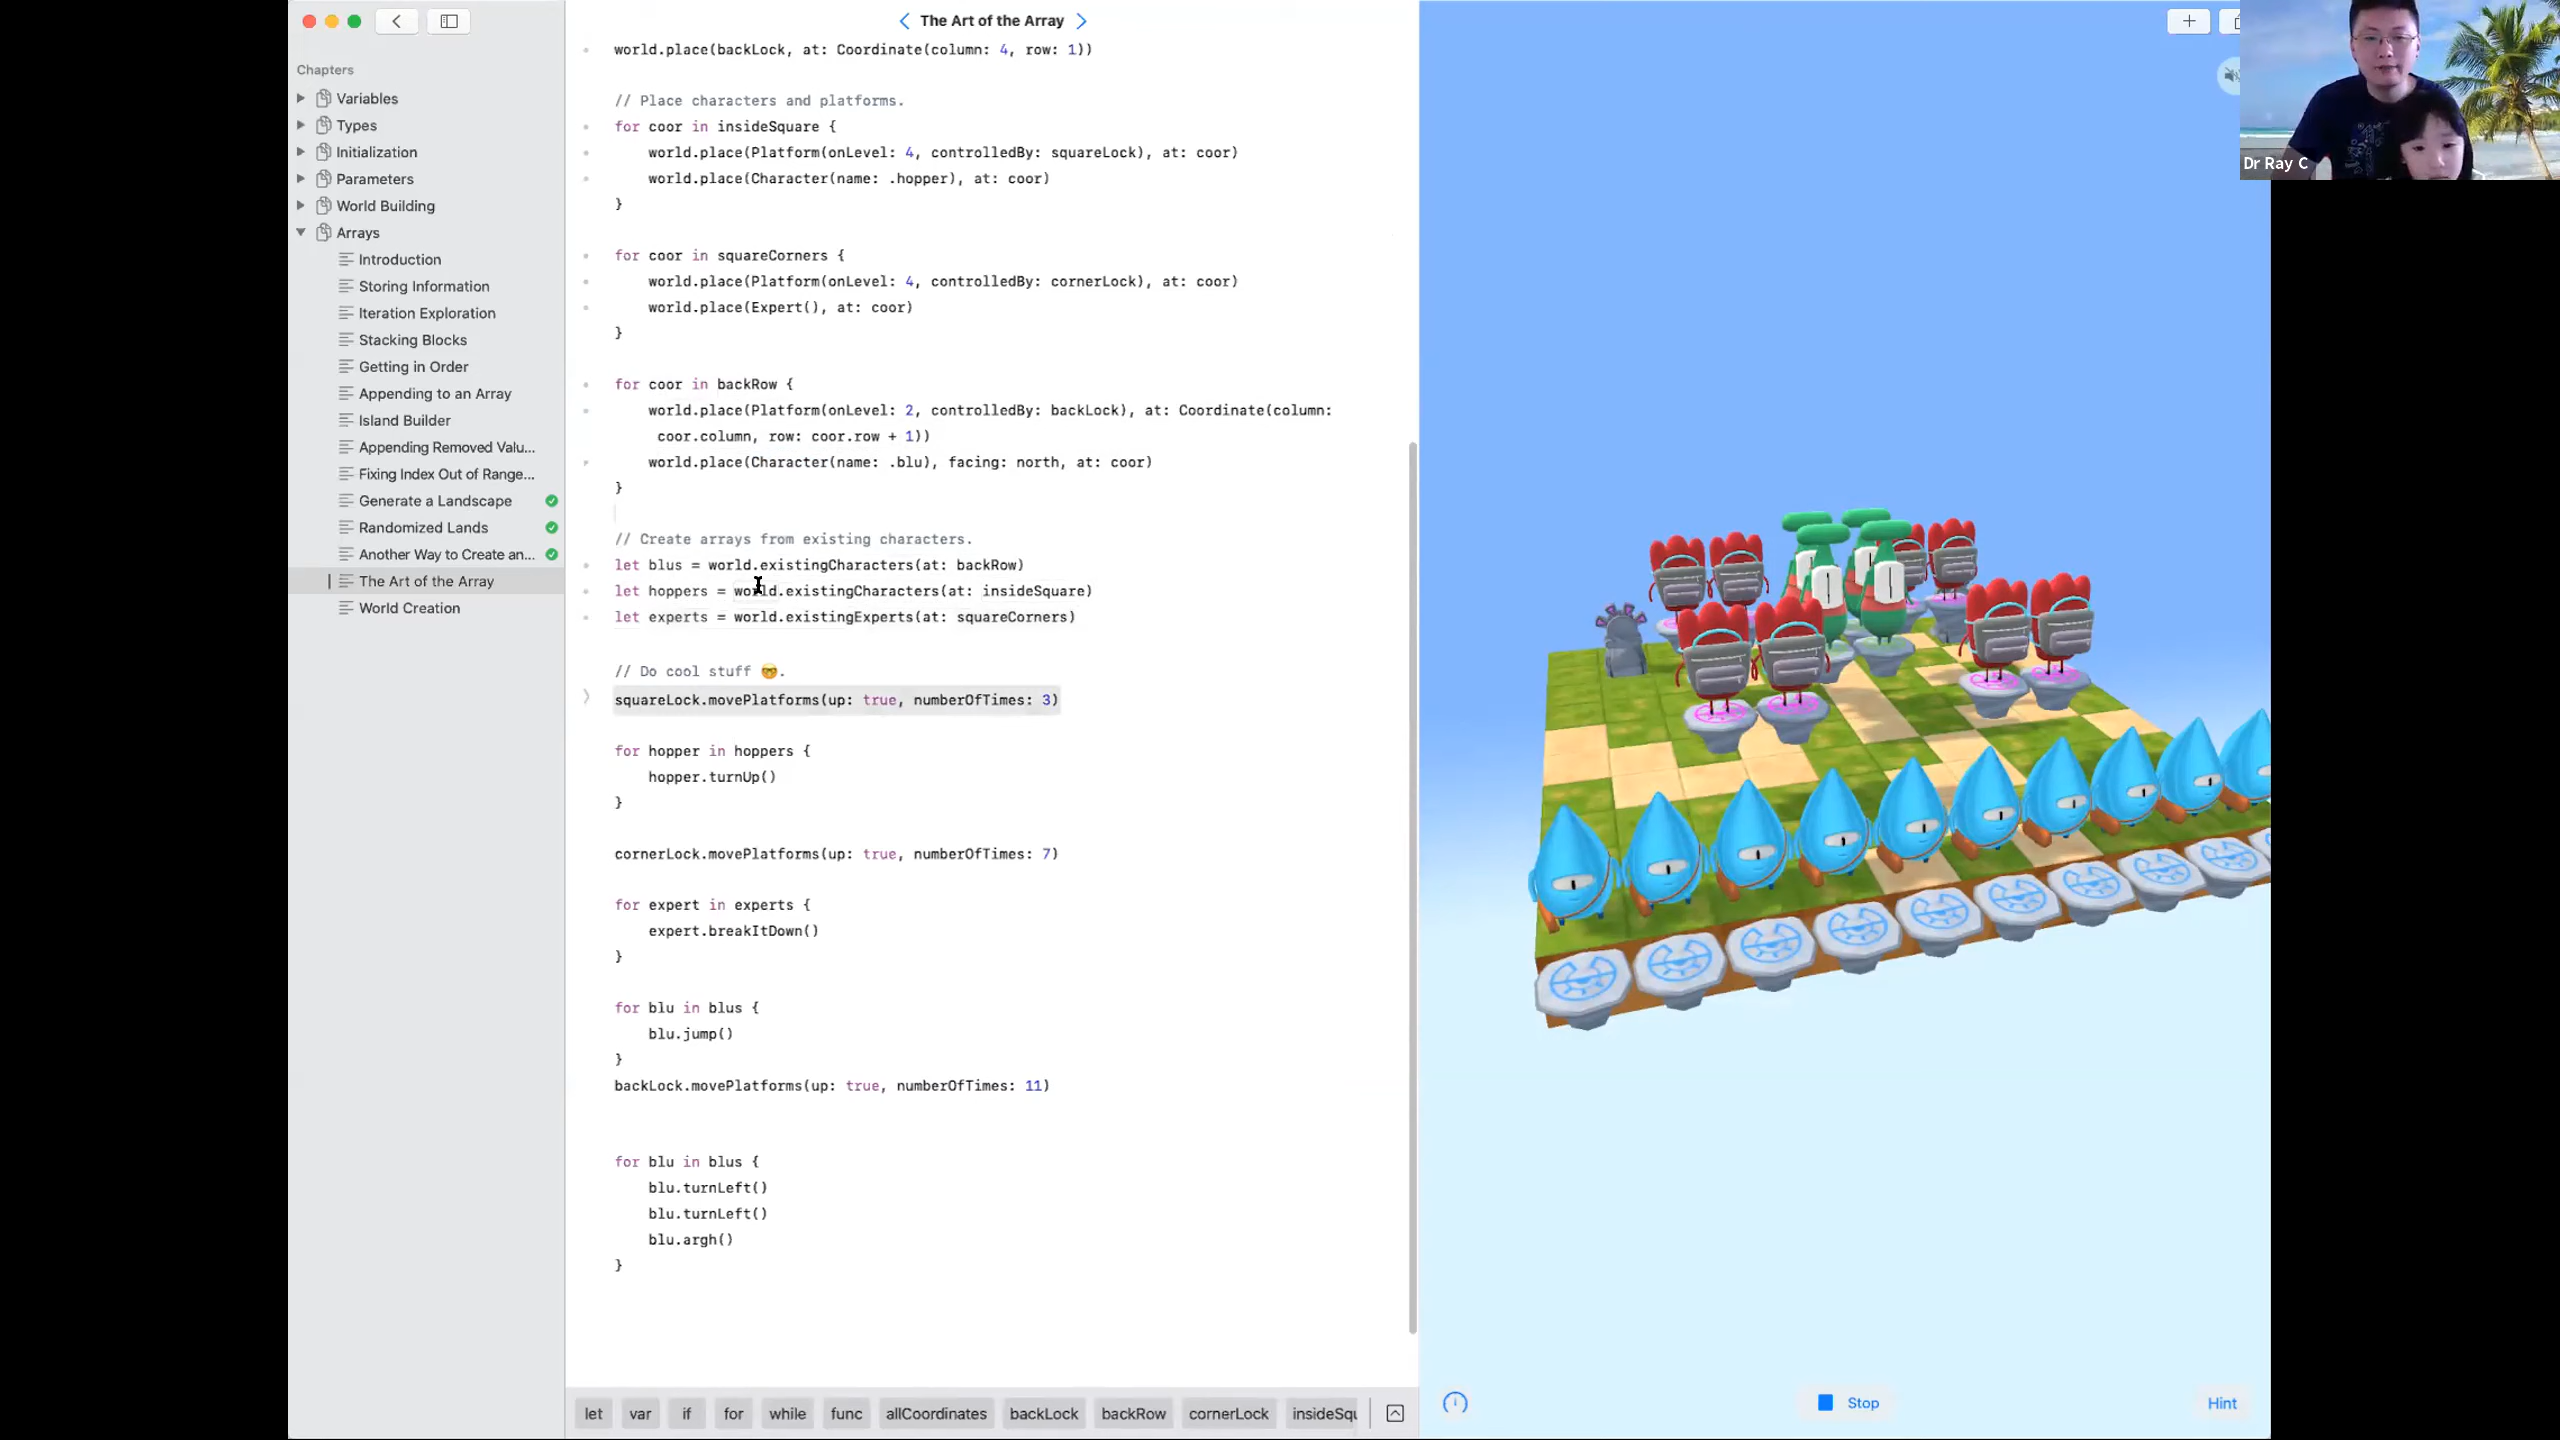 The Art of the Array
Chapters
Variables
Types
Initialization
Parameters
World Building
Arrays
Introduction
Storing Information
Iteration Exploration
Stacking Blocks
Getting in Order
Appending to an Array
Island Builder
Appending Removed Valu...
Fixing Index Out of Range...
Generate a Landscape
Randomized Lands
Another Way to Create an...
The Art of the Array
World Creation
world.place(backLock, at: Coordinate(column: 4, row: 1))
// Place characters and platforms.
for coor in insideSquare {
world.place(Platform(onLevel: 4, controlledBy: squareLock), at: coor)
world.place(Character(name: .hopper), at: coor)
}
for coor in squareCorners {
world.place(Platform(onLevel: 4, controlledBy: cornerLock), at: coor)
world.place(Expert(), at: coor)
}
for coor in backRow {
world.place(Platform(onLevel: 2, controlledBy: backLock), at: Coordinate(column:
coor.column, row: coor.row + 1))
world.place(Character(name: .blu), facing: north, at: coor)
}
// Create arrays from existing characters.
let blus = world.existingCharacters(at: backRow)
let hoppers = world.existingCharacters(at: insideSquare)
let experts = world.existingExperts(at: squareCorners)
// Do cool stuff 🤓.
squareLock.movePlatforms(up: true, numberOfTimes: 3)
for hopper in hoppers {
hopper.turnUp()
}
cornerLock.movePlatforms(up: true, numberOfTimes: 7)
for expert in experts {
expert.breakItDown()
}
for blu in blus {
blu.jump()
}
backLock.movePlatforms(up: true, numberOfTimes: 11)
for blu in blus {
blu.turnLeft()
blu.turnLeft()
blu.argh()
}
let var if for while func allCoordinates backLock backRow cornerLock insideSqu
Stop
Hint
Dr Ray C